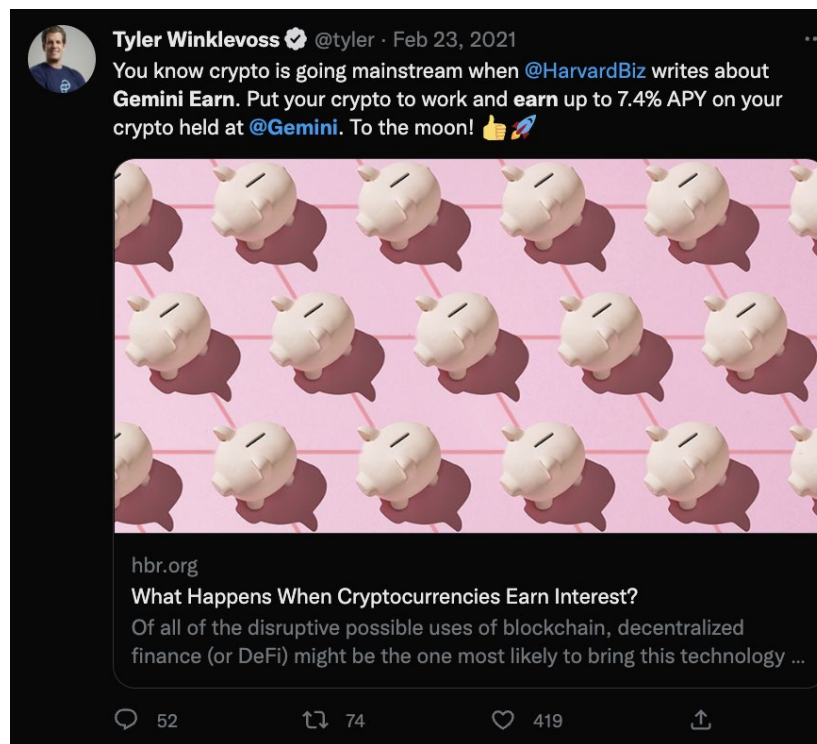 Tyler Winklevoss @tyler · Feb 23, 2021
You know crypto is going mainstream when @HarvardBiz writes about
Gemini Earn. Put your crypto to work and earn up to 7.4% APY on your
crypto held at @Gemini. To the moon! 👍🚀
hbr.org
What Happens When Cryptocurrencies Earn Interest?
Of all of the disruptive possible uses of blockchain, decentralized
finance (or DeFi) might be the one most likely to bring this technology ...
52 74 419